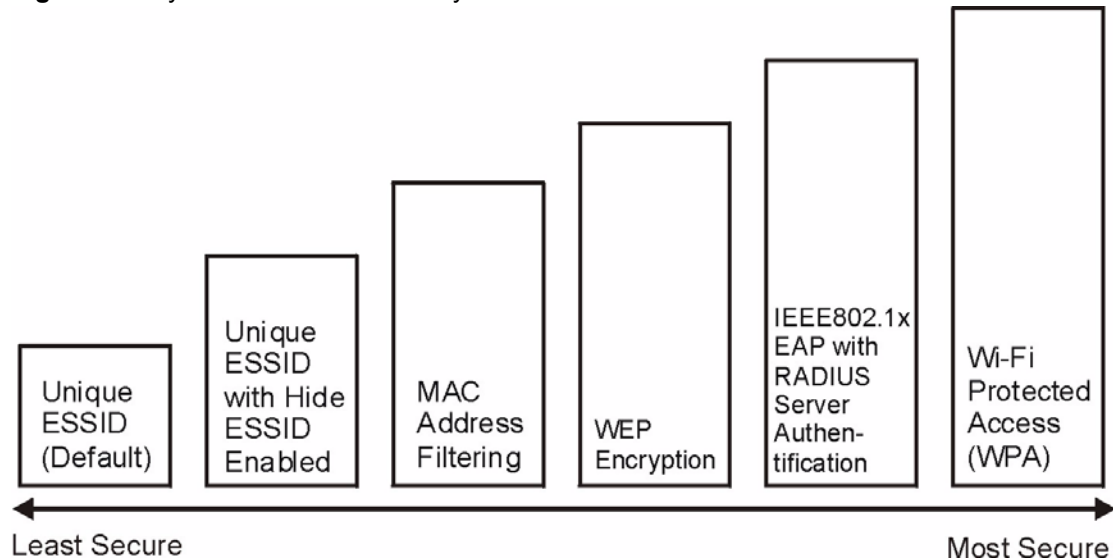 Unique
ESSID
(Default)
Unique
ESSID
with Hide
ESSID
Enabled
MAC
Address
Filtering
WEP
Encryption
IEEE802.1x
EAP with
RADIUS
Server
Authen-
tification
Wi-Fi
Protected
Access
(WPA)
Least Secure
Most Secure